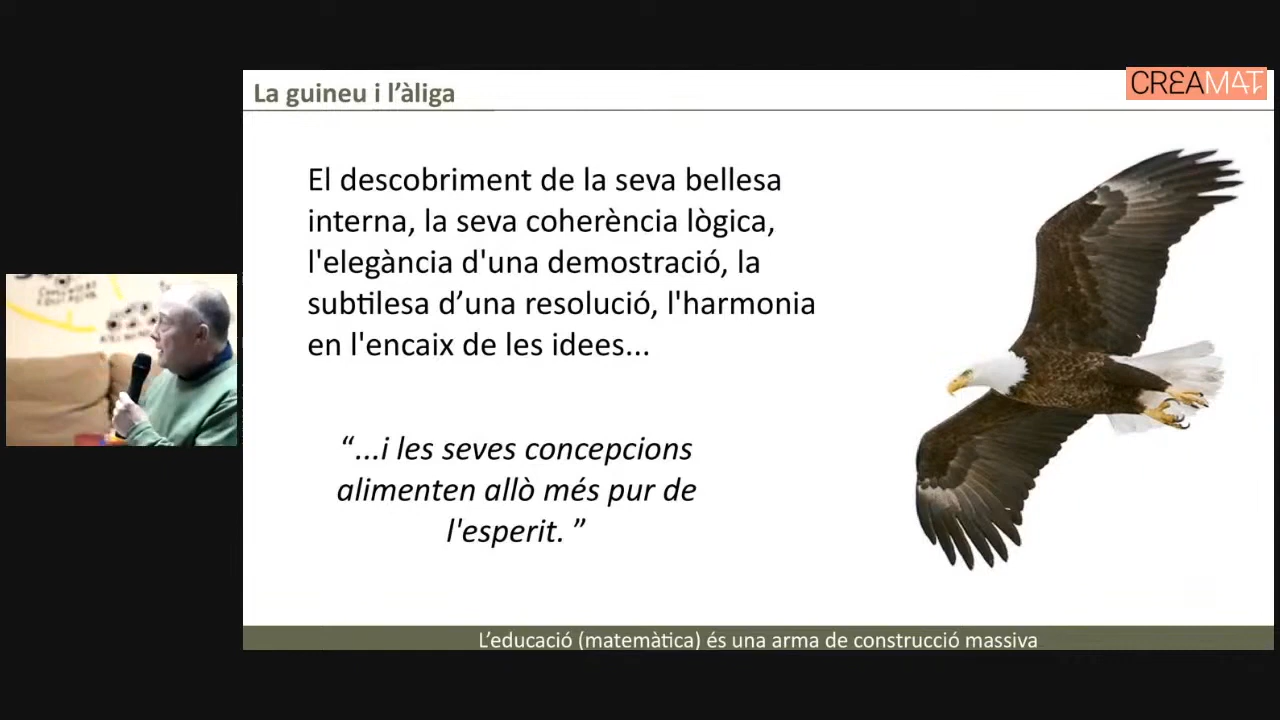 La guineu i l’àliga
CREAMAT
El descobriment de la seva bellesa
interna, la seva coherència lògica,
l'elegància d'una demostració, la
subtilesa d’una resolució, l'harmonia
en l'encaix de les idees...
“...i les seves concepcions
alimenten allò més pur de
l'esperit. ”
L’educació (matemàtica) és una arma de construcció massiva